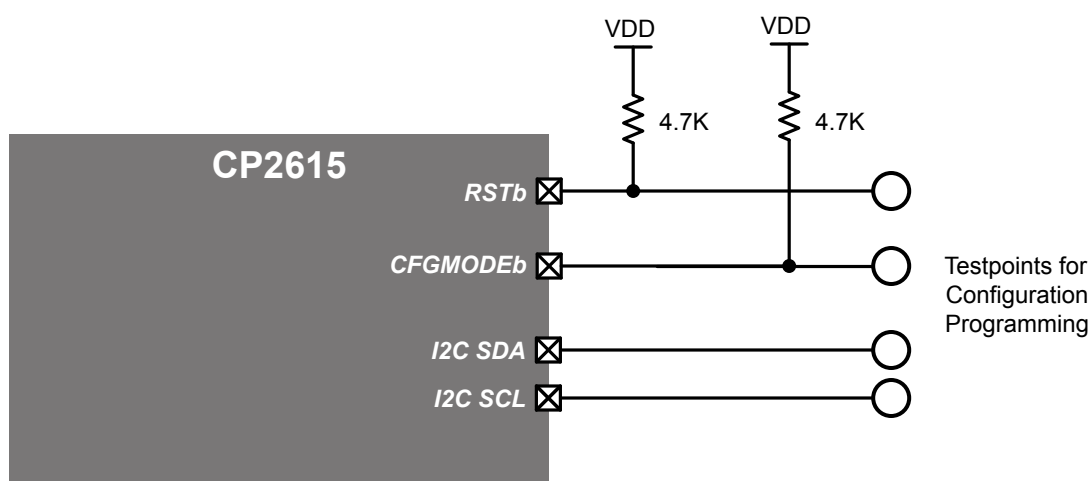 VDD
VDD
4.7K
4.7K
CP2615
RSTb
CFGMODEb
Testpoints for
Configuration
Programming
I2C SDA
I2C SCL